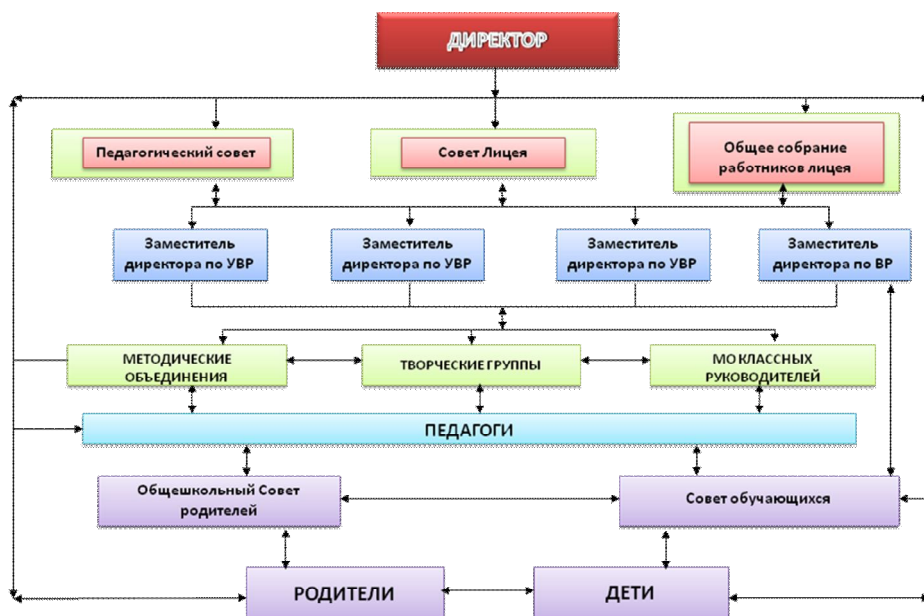 ДИРЕКТОР
Педагогический совет
Совет Лицея
Общее собрание
работников лицея
Заместитель
директора по УВР
Заместитель
директора по УВР
Заместитель
директора по УВР
Заместитель
директора по ВР
МЕТОДИЧЕСКИЕ
ОБЪЕДИНЕНИЯ
ТВОРЧЕСКИЕ ГРУППЫ
МО КЛАССНЫХ
РУКОВОДИТЕЛЕЙ
ПЕДАГОГИ
Общешкольный Совет
родителей
Совет обучающихся
РОДИТЕЛИ
ДЕТИ